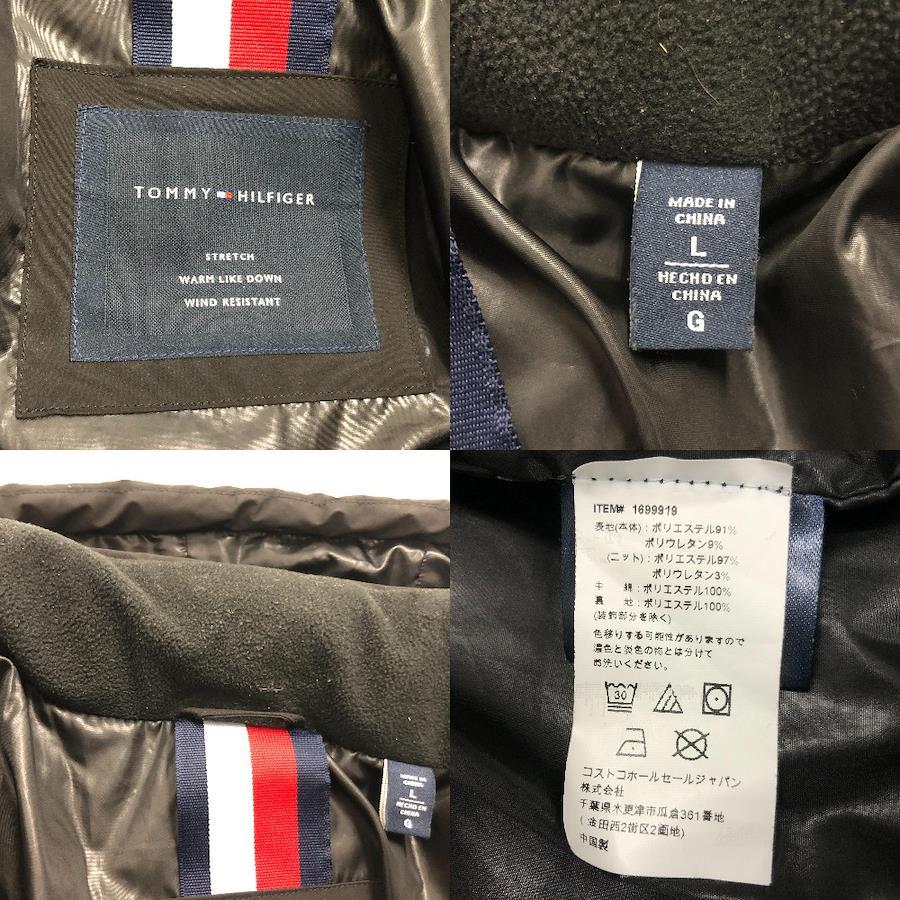 TOMMY HILFIGER
STRETCH
WARM LIKE DOWN
WIND RESISTANT
MADE IN
CHINA
L
HECHO EN
CHINA
G
MADE IN
CHINA
L
HECHO EN
CHINA
G
ITEM# 1699919
表地(本体):ポリエステル91%
ポリウレタン9%
(ニット):ポリエステル97%
ポリウレタン3%
中 綿:ポリエステル100%
裏 地:ポリエステル100%
(装飾部分を除く)
色移りする可能性がありますので
濃色と淡色の物とは分けて
お洗いください。
30
コストコホールセールジャパン
株式会社
千葉県木更津市瓜倉361番地
(金田西2街区2画地)
中国製